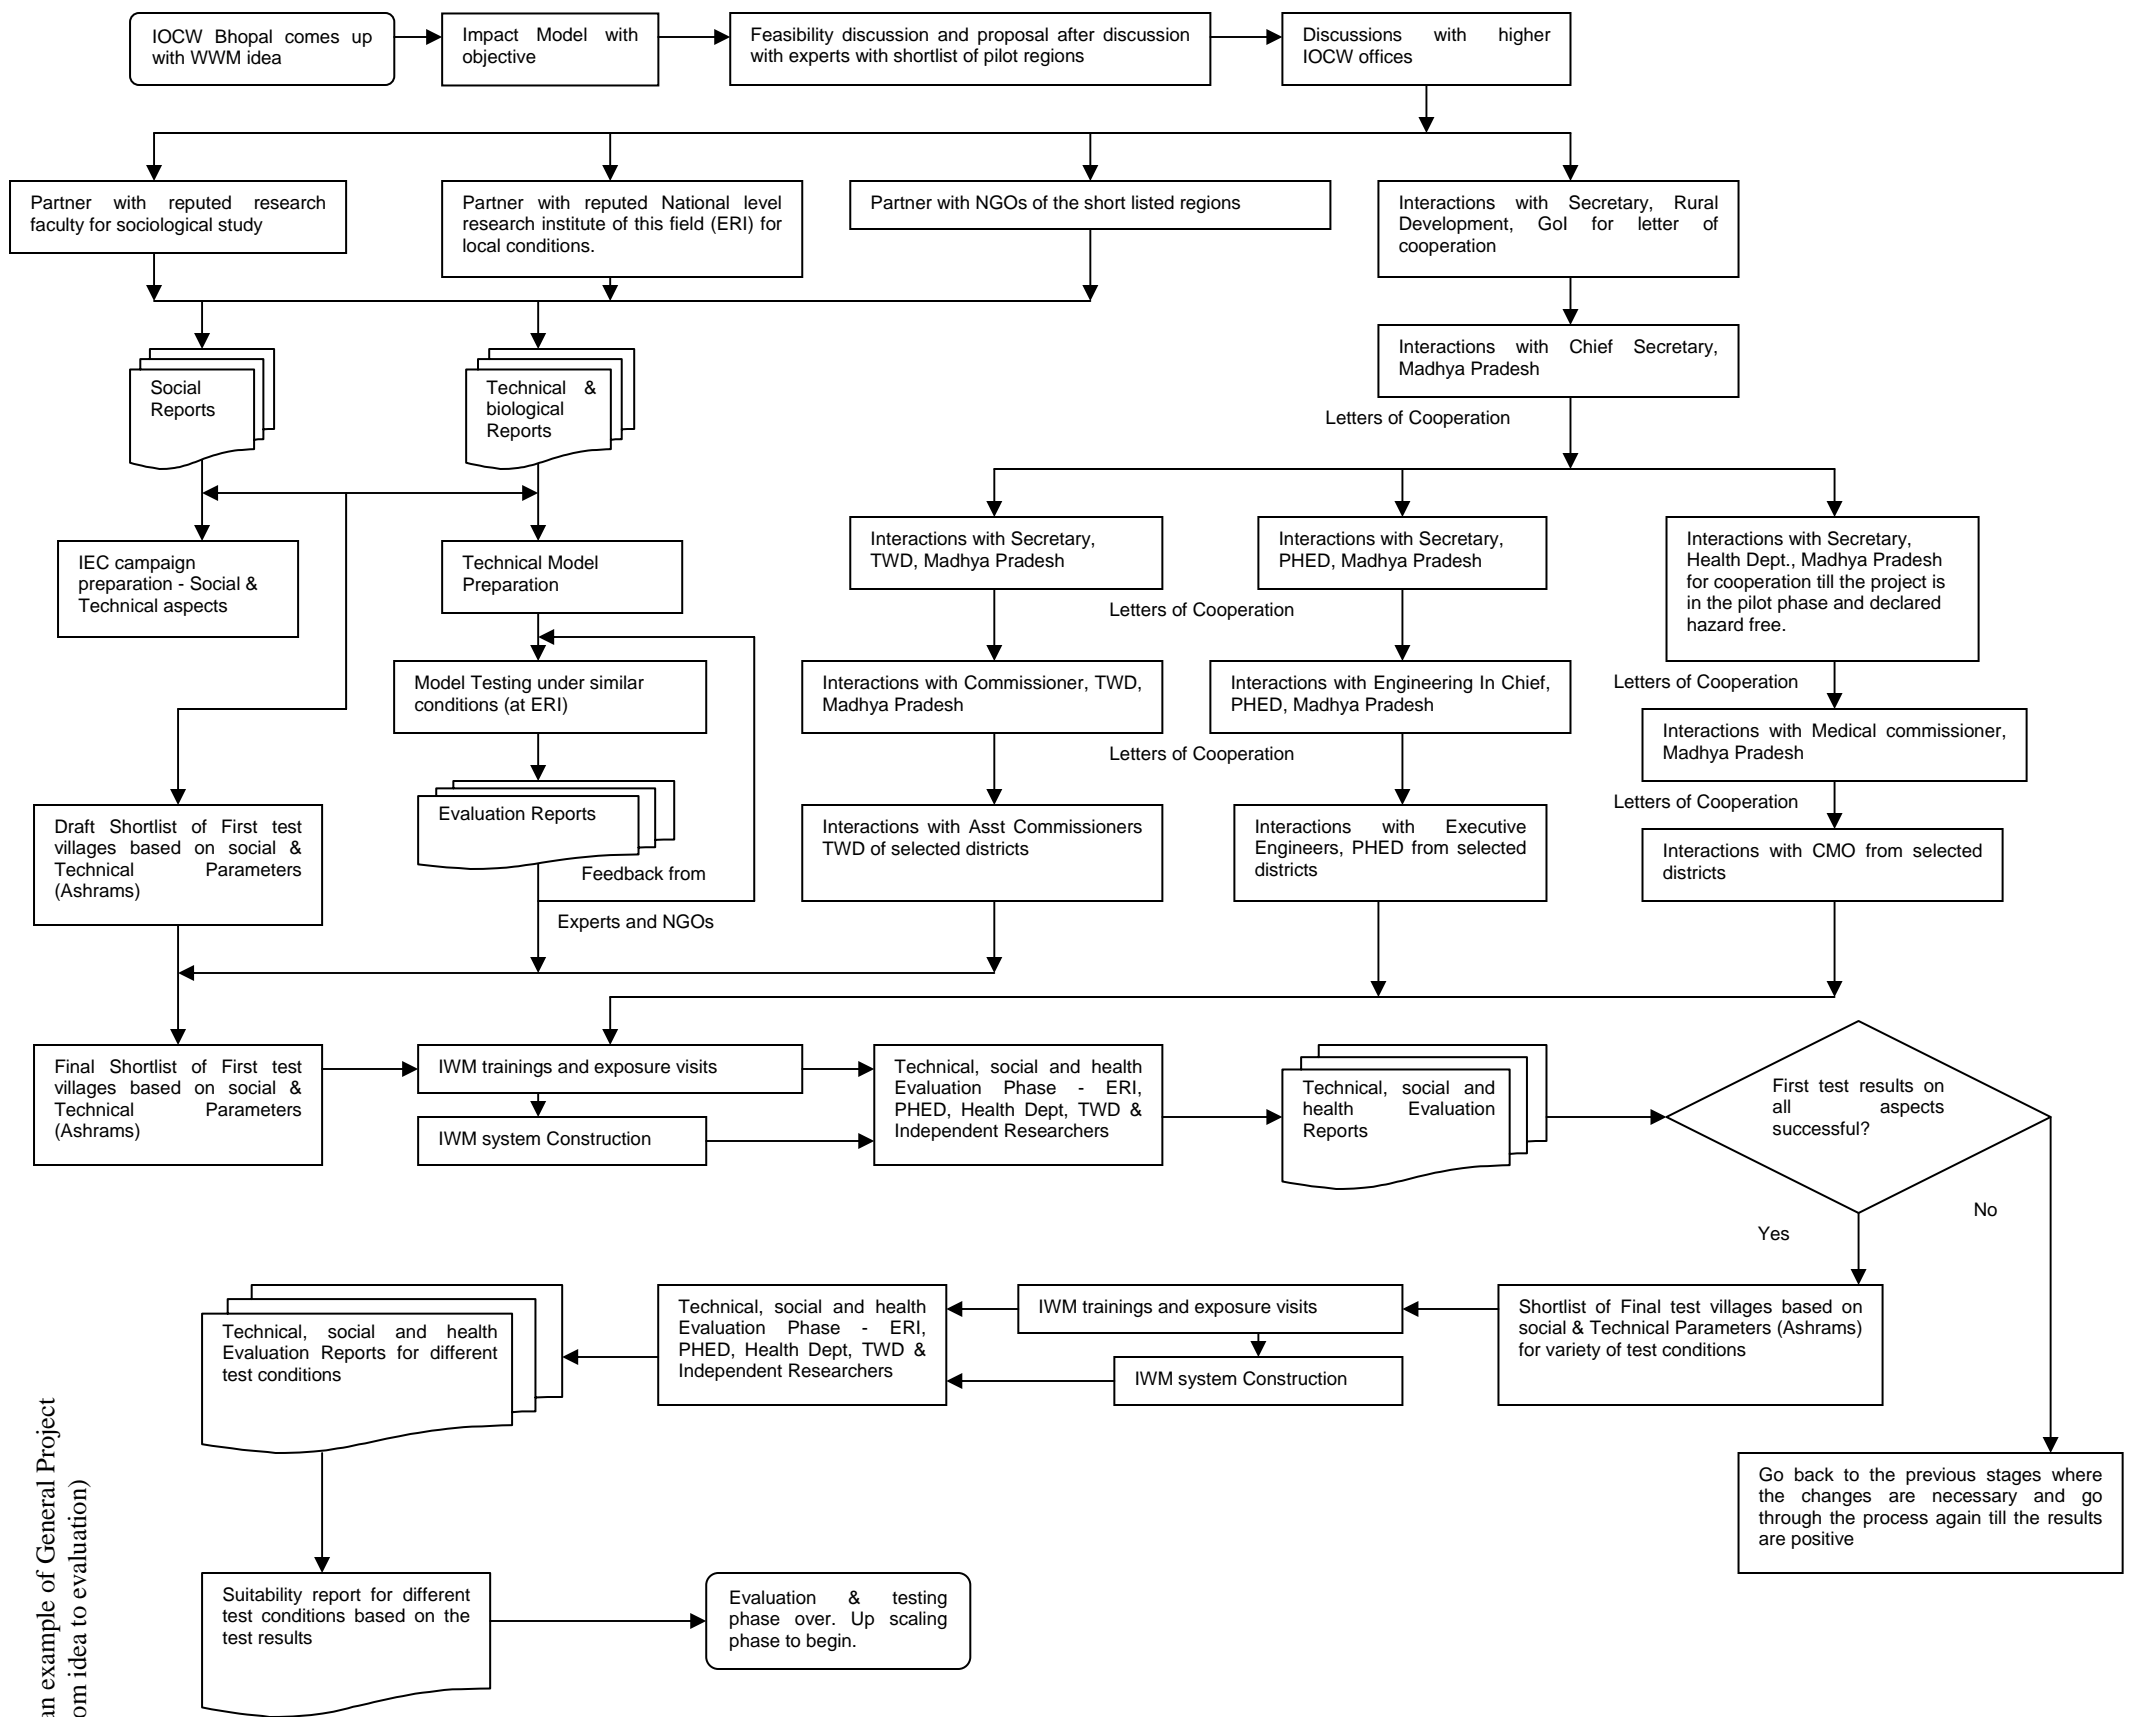 IOCW Bhopal comes up
with WWM idea
Impact Model with
objective
Feasibility discussion and proposal after discussion
with experts with shortlist of pilot regions
Discussions with higher
IOCW offices
Partner with reputed research
faculty for sociological study
Partner with reputed National level
research institute of this field (ERI) for
local conditions.
Partner with NGOs of the short listed regions
Interactions with Secretary, Rural
Development, GoI for letter of
cooperation
Interactions with Chief Secretary,
Madhya Pradesh
Letters of Cooperation
Social
Reports
Technical &
biological
Reports
IEC campaign
preparation - Social &
Technical aspects
Technical Model
Preparation
Interactions with Secretary,
TWD, Madhya Pradesh
Interactions with Secretary,
PHED, Madhya Pradesh
Interactions with Secretary,
Health Dept., Madhya Pradesh
for cooperation till the project is
in the pilot phase and declared
hazard free.
Letters of Cooperation
Model Testing under similar
conditions (at ERI)
Interactions with Commissioner, TWD,
Madhya Pradesh
Interactions with Engineering In Chief,
PHED, Madhya Pradesh
Letters of Cooperation
Interactions with Medical commissioner,
Madhya Pradesh
Letters of Cooperation
Letters of Cooperation
Draft Shortlist of First test
villages based on social &
Technical Parameters
(Ashrams)
Evaluation Reports
Feedback from
Experts and NGOs
Interactions with Asst Commissioners
TWD of selected districts
Interactions with Executive
Engineers, PHED from selected
districts
Interactions with CMO from selected
districts
Final Shortlist of First test
villages based on social &
Technical Parameters
(Ashrams)
IWM trainings and exposure visits
IWM system Construction
Technical, social and health
Evaluation Phase - ERI,
PHED, Health Dept, TWD &
Independent Researchers
Technical, social and
health Evaluation
Reports
First test results on
all aspects
successful?
No
Yes
Shortlist of Final test villages based on
social & Technical Parameters (Ashrams)
for variety of test conditions
IWM trainings and exposure visits
IWM system Construction
Technical, social and health
Evaluation Phase - ERI,
PHED, Health Dept, TWD &
Independent Researchers
Technical, social and health
Evaluation Reports for different
test conditions
Go back to the previous stages where
the changes are necessary and go
through the process again till the results
are positive
Suitability report for different
test conditions based on the
test results
Evaluation & testing
phase over. Up scaling
phase to begin.
example of General Project
idea to evaluation)